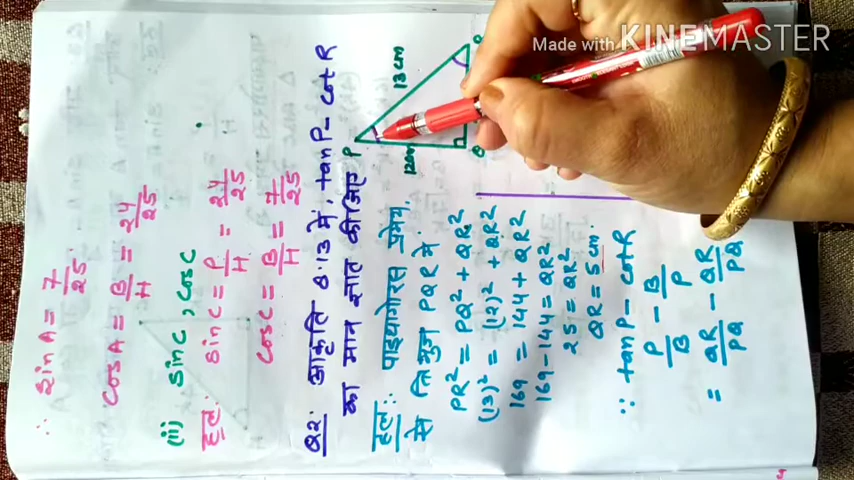 Made with KINEMASTER
∴ sin A = 7/25
cos A = B/H = 24/25
(ii) sin C, cos C
हल: sin C = P/H = 24/25
cos C = B/H = 7/25
Q2: आकृति 8.13 में, tan P - cot R
का मान ज्ञात कीजिए
हल: पाइथागोरस प्रमेय
से त्रिभुज PQR में
PR² = PQ² + QR²
(13)² = (12)² + QR²
169 = 144 + QR²
169 - 144 = QR²
25 = QR²
QR = 5 cm.
∵ tan P - cot R
P/B - B/P
= QR/PQ - QR/PQ
P
13 cm